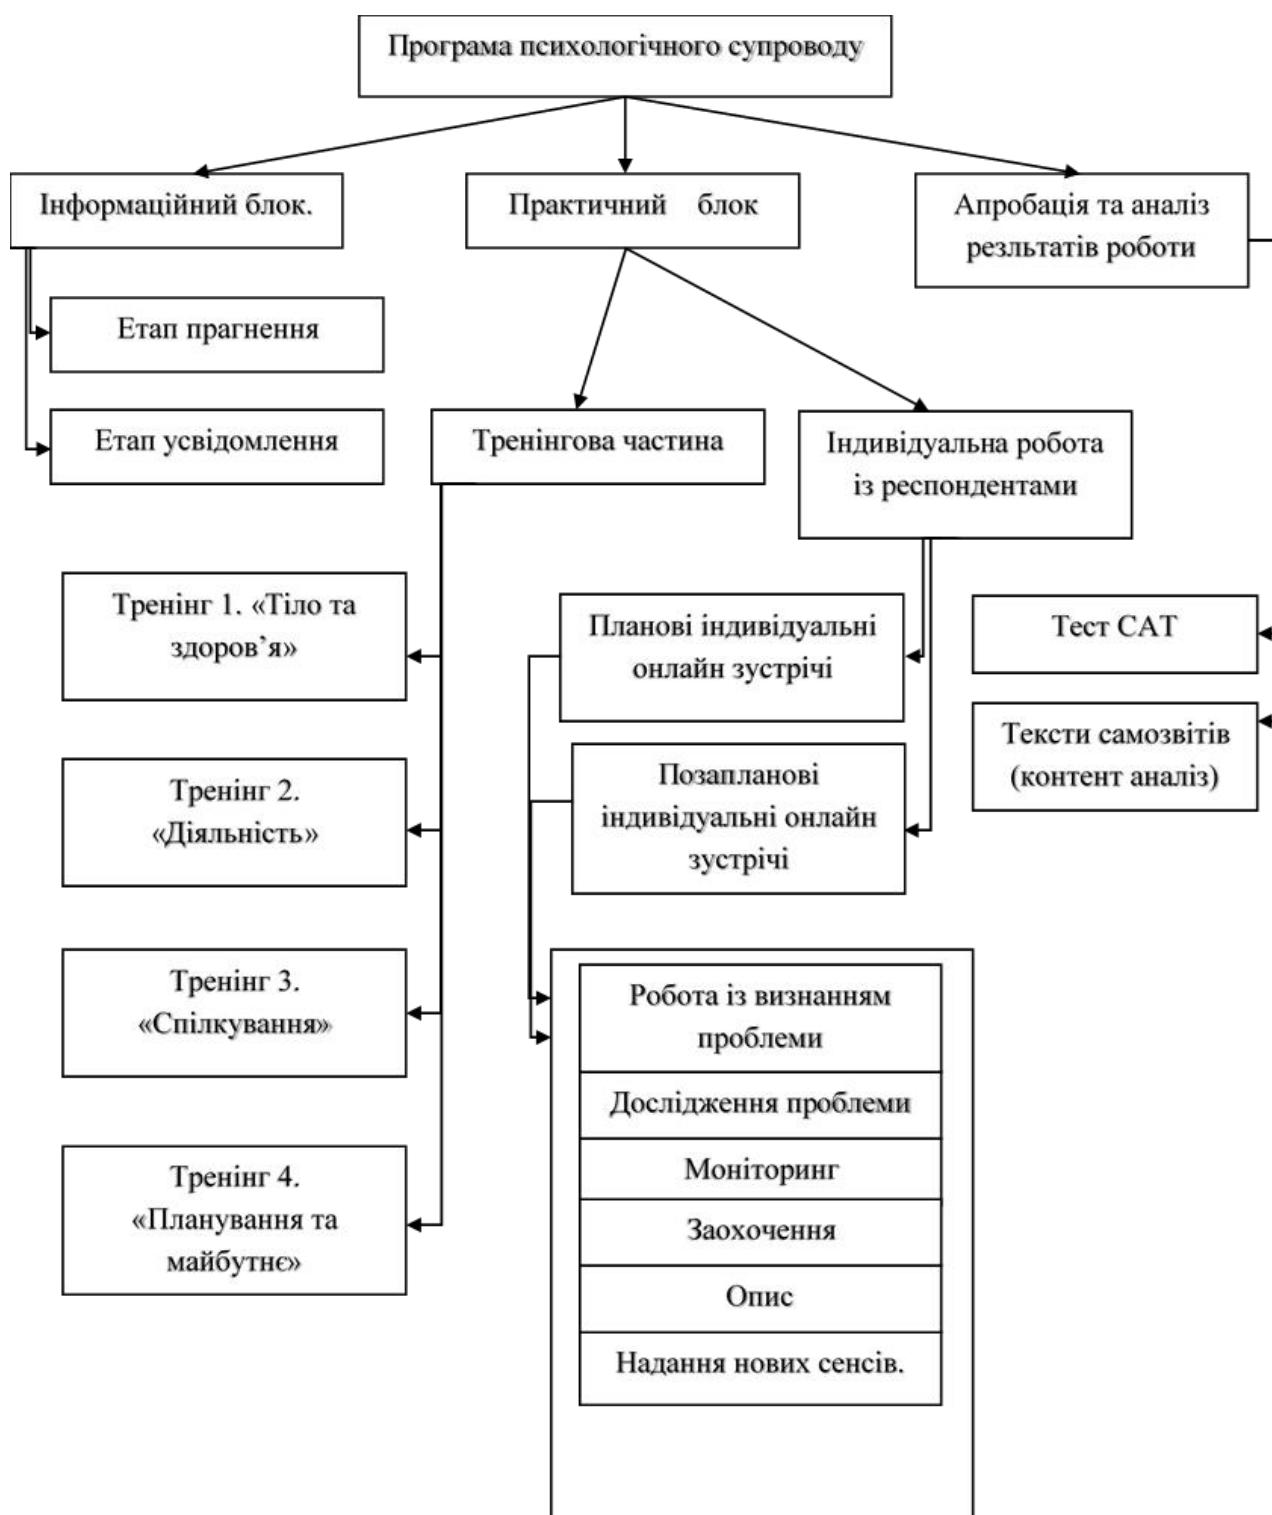 Програма психологічного супроводу
Інформаційний блок.
Практичний блок
Апробація та аналіз
резльтатів роботи
Етап прагнення
Етап усвідомлення
Тренінгова частина
Індивідуальна робота
із респондентами
Тренінг 1. «Тіло та
здоров’я»
Тренінг 2.
«Діяльність»
Тренінг 3.
«Спілкування»
Тренінг 4.
«Планування та
майбутнє»
Планові індивідуальні
онлайн зустрічі
Позапланові
індивідуальні онлайн
зустрічі
Тест САТ
Тексти самозвітів
(контент аналіз)
Робота із визнанням
проблеми
Дослідження проблеми
Моніторинг
Заохочення
Опис
Надання нових сенсів.